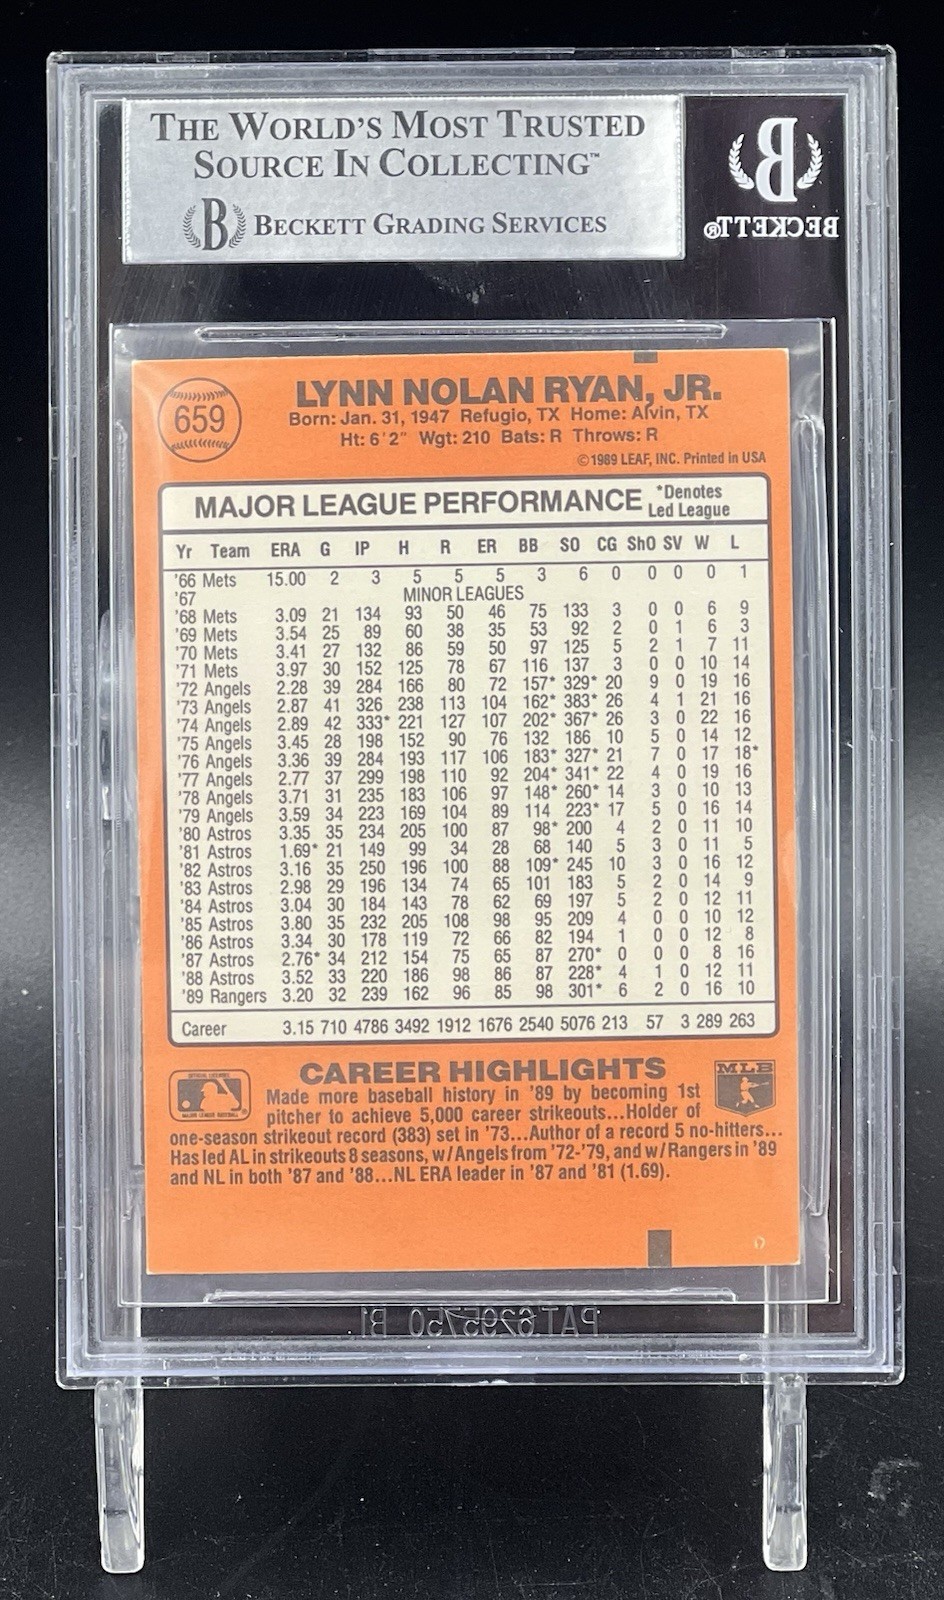 THE WORLD'S MOST TRUSTED
SOURCE IN COLLECTING™
B BECKETT GRADING SERVICES
B
BECKETT®
659
LYNN NOLAN RYAN, JR.
Born: Jan. 31, 1947 Refugio, TX Home: Alvin, TX
Ht: 6'2" Wgt: 210 Bats: R Throws: R
©1989 LEAF, INC. Printed in USA
MAJOR LEAGUE PERFORMANCE *Denotes Led League
Yr Team ERA G IP H R ER BB SO CG ShO SV W L
'66 Mets 15.00 2 3 5 5 5 3 6 0 0 0 0 1
'67 MINOR LEAGUES
'68 Mets 3.09 21 134 93 50 46 75 133 3 0 0 6 9
'69 Mets 3.54 25 89 60 38 35 53 92 2 0 1 6 3
'70 Mets 3.41 27 132 86 59 50 97 125 5 2 1 7 11
'71 Mets 3.97 30 152 125 78 67 116 137 3 0 0 10 14
'72 Angels 2.28 39 284 166 80 72 157* 329* 20 9 0 19 16
'73 Angels 2.87 41 326 238 113 104 162* 383* 26 4 1 21 16
'74 Angels 2.89 42 333* 221 127 107 202* 367* 26 3 0 22 16
'75 Angels 3.45 28 198 152 90 76 132 186 10 5 0 14 12
'76 Angels 3.36 39 284 193 117 106 183* 327* 21 7 0 17 18*
'77 Angels 2.77 37 299 198 110 92 204* 341* 22 4 0 19 16
'78 Angels 3.71 31 235 183 106 97 148* 260* 14 3 0 10 13
'79 Angels 3.59 34 223 169 104 89 114 223* 17 5 0 16 14
'80 Astros 3.35 35 234 205 100 87 98* 200 4 2 0 11 10
'81 Astros 1.69* 21 149 99 34 28 68 140 5 3 0 11 5
'82 Astros 3.16 35 250 196 100 88 109* 245 10 3 0 16 12
'83 Astros 2.98 29 196 134 74 65 101 183 5 2 0 14 9
'84 Astros 3.04 30 184 143 78 62 69 197 5 2 0 12 11
'85 Astros 3.80 35 232 205 108 98 95 209 4 0 0 10 12
'86 Astros 3.34 30 178 119 72 66 82 194 1 0 0 12 8
'87 Astros 2.76* 34 212 154 75 65 87 270* 0 0 0 8 16
'88 Astros 3.52 33 220 186 98 86 87 228* 4 1 0 12 11
'89 Rangers 3.20 32 239 162 96 85 98 301* 6 2 0 16 10
Career 3.15 710 4786 3492 1912 1676 2540 5076 213 57 3 289 263
CAREER HIGHLIGHTS
MLB
Made more baseball history in '89 by becoming 1st
pitcher to achieve 5,000 career strikeouts...Holder of
one-season strikeout record (383) set in '73...Author of a record 5 no-hitters...
Has led AL in strikeouts 8 seasons, w/Angels from '72-'79, and w/Rangers in '89
and NL in both '87 and '88...NL ERA leader in '87 and '81 (1.69).
PAT.6295750 B1